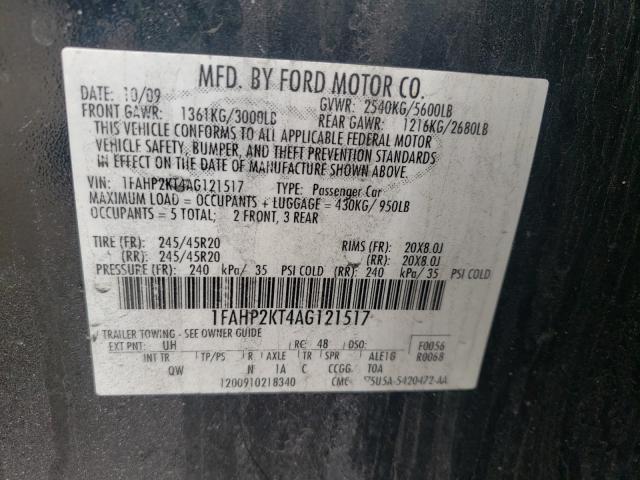 MFD. BY FORD MOTOR CO.
DATE: 10/09 GVWR: 2540KG/5600LB
FRONT GAWR: 1361KG/3000LB REAR GAWR: 1216KG/2680LB
THIS VEHICLE CONFORMS TO ALL APPLICABLE FEDERAL MOTOR
VEHICLE SAFETY, BUMPER, AND THEFT PREVENTION STANDARDS
IN EFFECT ON THE DATE OF MANUFACTURE SHOWN ABOVE.
VIN: 1FAHP2KT4AG121517 TYPE: Passenger Car
MAXIMUM LOAD = OCCUPANTS + LUGGAGE = 430KG/950LB
OCCUPANTS = 5 TOTAL; 2 FRONT, 3 REAR
TIRE (FR): 245/45R20 RIMS (FR): 20X8.0J
(RR): 245/45R20 (RR): 20X8.0J
PRESSURE (FR): 240 kPa/ 35 PSI COLD (RR): 240 kPa/ 35 PSI COLD
1FAHP2KT4AG121517
TRAILER TOWING - SEE OWNER GUIDE
EXT PNT: UH RC: 48 DSO: F0056
R0068
INT TR TP/PS R AXLE TR SPR ALE1G
QW N 1A C CCGG TOA
1200910218340 CMC 5U5A-5420472-AA